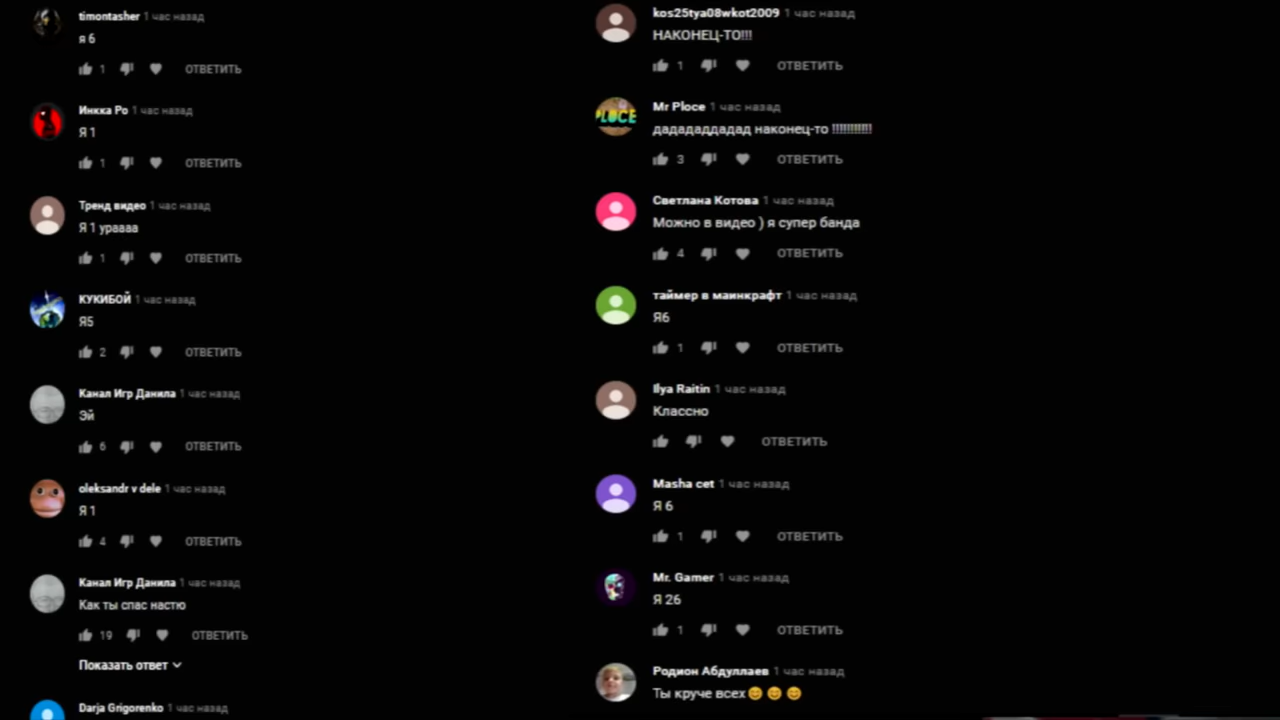 timontasher 1 час назад
я 6
1 ОТВЕТИТЬ
Инкка Ро 1 час назад
Я 1
1 ОТВЕТИТЬ
Тренд видео 1 час назад
Я 1 ураааа
1 ОТВЕТИТЬ
КУКИБОЙ 1 час назад
Я5
2 ОТВЕТИТЬ
Канал Игр Данила 1 час назад
Эй
6 ОТВЕТИТЬ
oleksandr v dele 1 час назад
Я 1
4 ОТВЕТИТЬ
Канал Игр Данила 1 час назад
Как ты спас настю
19 ОТВЕТИТЬ
Показать ответ
Darja Grigorenko 1 час назад
kos25tya08wkot2009 1 час назад
НАКОНЕЦ-ТО!!!
1 ОТВЕТИТЬ
Mr Ploce 1 час назад
PLOCE
дадададдадад наконец-то !!!!!!!!!!!
3 ОТВЕТИТЬ
Светлана Котова 1 час назад
Можно в видео ) я супер банда
4 ОТВЕТИТЬ
таймер в маинкрафт 1 час назад
Я6
1 ОТВЕТИТЬ
Ilya Raitin 1 час назад
Классно
ОТВЕТИТЬ
Masha cet 1 час назад
Я 6
1 ОТВЕТИТЬ
Mr. Gamer 1 час назад
Я 26
1 ОТВЕТИТЬ
Родион Абдуллаев 1 час назад
Ты круче всех😊😊😊